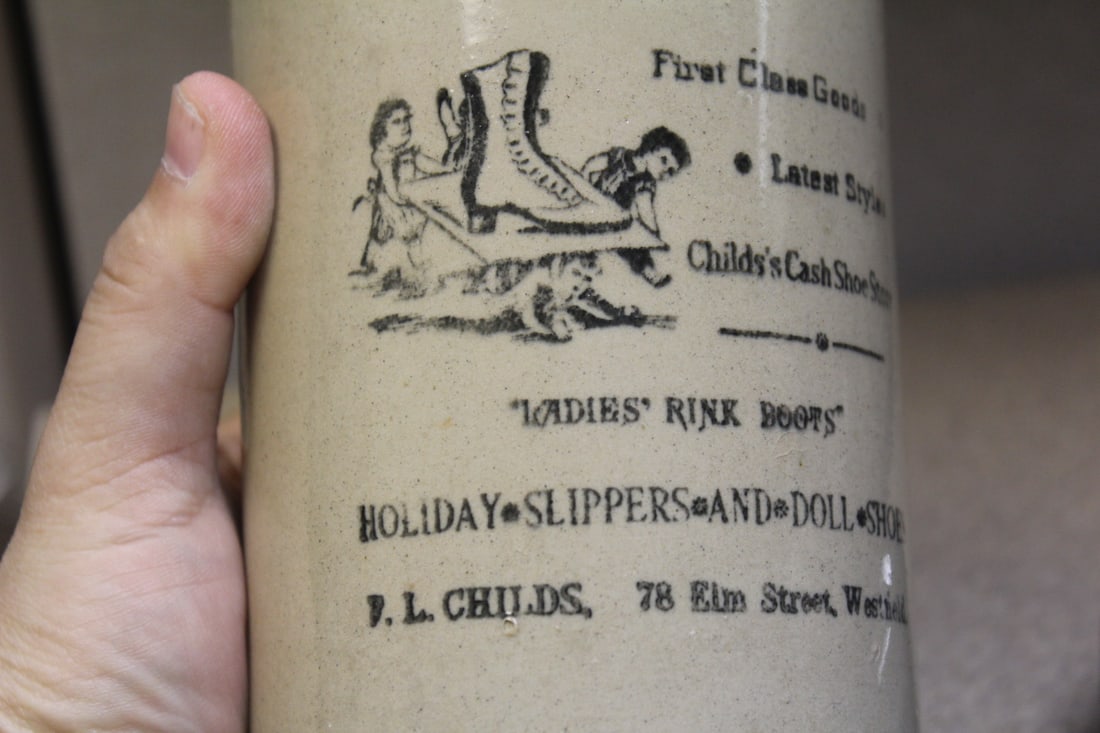 First Class Goods
• Latest Styles
Childs's Cash Shoe Store
"LADIES' RINK BOOTS"
HOLIDAY*SLIPPERS*AND*DOLL*SHOES
F. L. CHILDS, 78 Elm Street, Westfield,